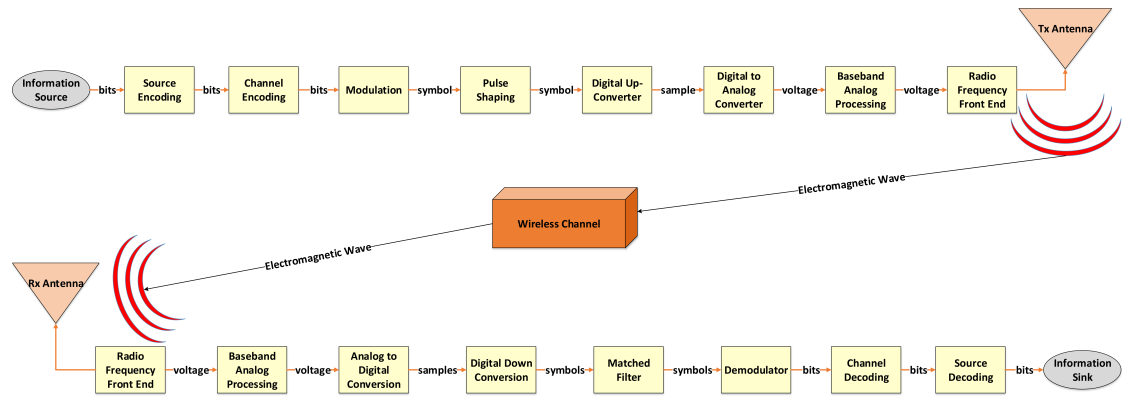 Tx Antenna
Information
Source
bits
Source
Encoding
bits
Channel
Encoding
bits
Modulation
symbol
Pulse
Shaping
symbol
Digital Up-
Converter
sample
Digital to
Analog
Converter
voltage
Baseband
Analog
Processing
voltage
Radio
Frequency
Front End
Electromagnetic Wave
Wireless Channel
Electromagnetic Wave
Rx Antenna
Radio
Frequency
Front End
voltage
Baseband
Analog
Processing
voltage
Analog to
Digital
Conversion
samples
Digital Down
Conversion
symbols
Matched
Filter
symbols
Demodulator
bits
Channel
Decoding
bits
Source
Decoding
bits
Information
Sink